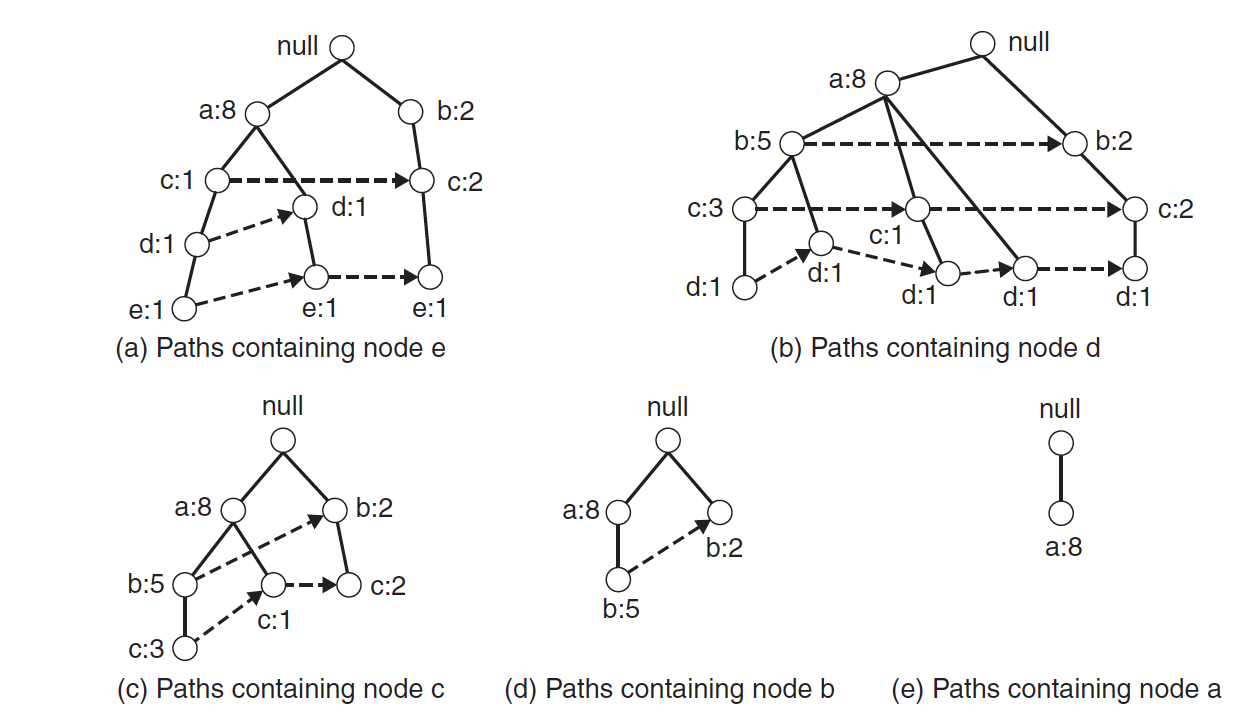 null
a:8
b:2
c:1
c:2
d:1
d:1
e:1
e:1
e:1
(a) Paths containing node e
null
a:8
b:5
b:2
c:3
c:1
c:2
d:1
d:1
d:1
d:1
d:1
(b) Paths containing node d
null
a:8
b:2
b:5
c:1
c:2
c:3
(c) Paths containing node c
null
a:8
b:2
b:5
(d) Paths containing node b
null
a:8
(e) Paths containing node a